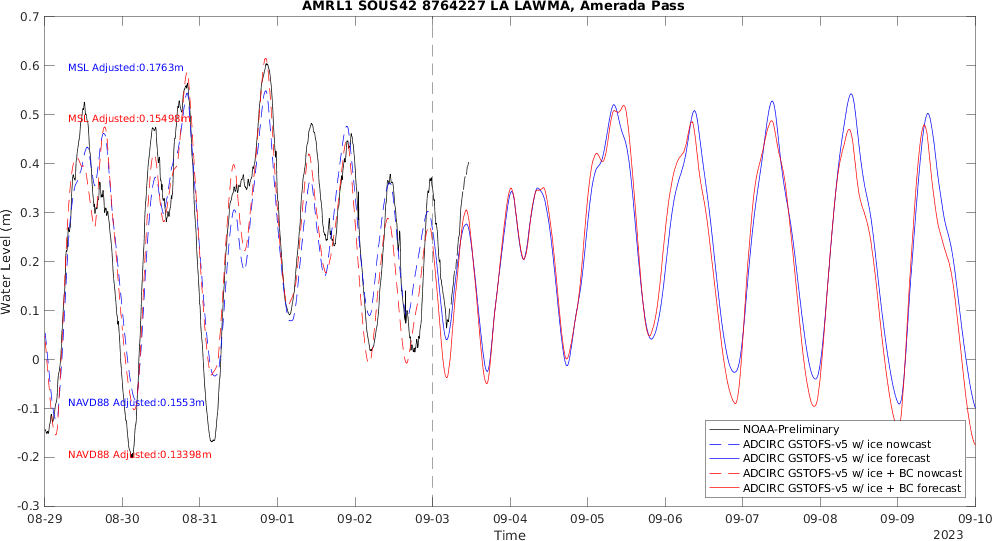 AMRL1 SOUS42 8764227 LA LAWMA, Amerada Pass
0.7
0.6
0.5
0.4
0.3
0.2
0.1
0
-0.1
-0.2
-0.3
Water Level (m)
MSL Adjusted:0.1763m
MSL Adjusted:0.15498m
NAVD88 Adjusted:0.1553m
NAVD88 Adjusted:0.13398m
NOAA-Preliminary
ADCIRC GSTOFS-v5 w/ ice nowcast
ADCIRC GSTOFS-v5 w/ ice forecast
ADCIRC GSTOFS-v5 w/ ice + BC nowcast
ADCIRC GSTOFS-v5 w/ ice + BC forecast
08-29 08-30 08-31 09-01 09-02 09-03 09-04 09-05 09-06 09-07 09-08 09-09 09-10
Time
2023